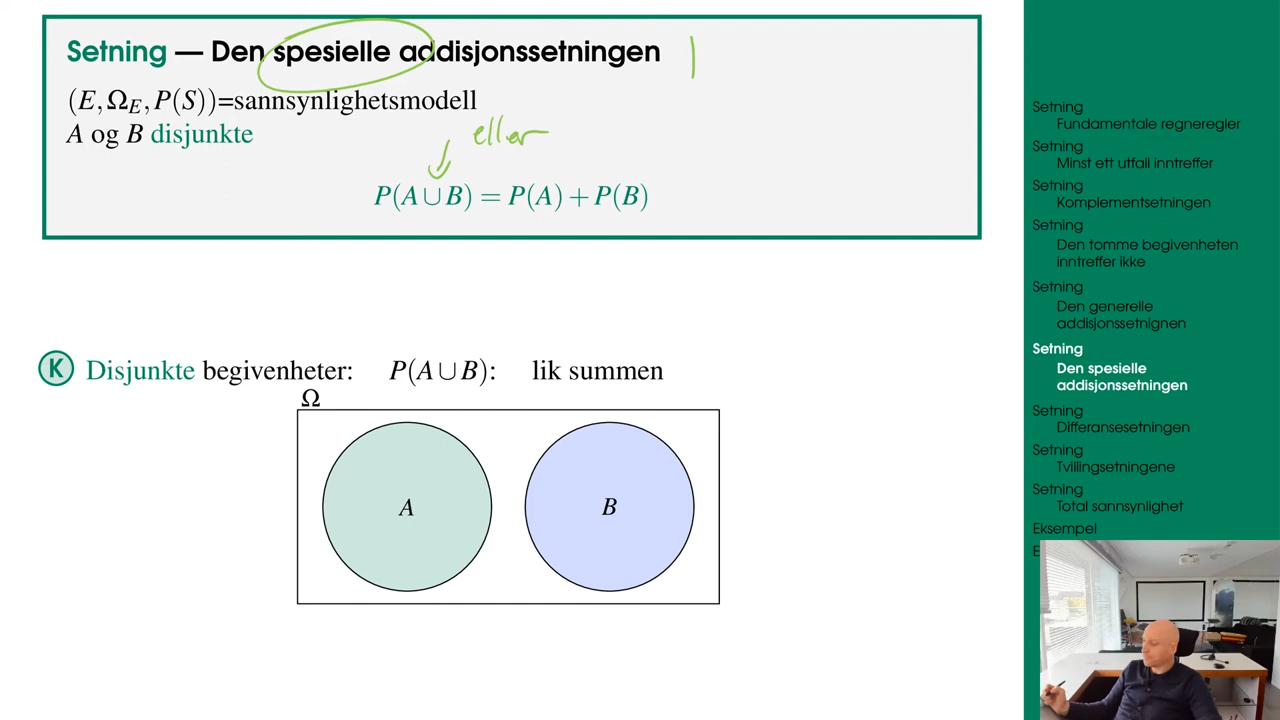 Setning — Den spesielle addisjonssetningen
(E, Ω_E, P(S))=sannsynlighetsmodell
A og B disjunkte
eller
P(A ∪ B) = P(A) + P(B)
K Disjunkte begivenheter: P(A ∪ B): lik summen
Ω
A
B
Setning
Fundamentale regneregler
Setning
Minst ett utfall inntreffer
Setning
Komplementsetningen
Setning
Den tomme begivenheten
inntreffer ikke
Setning
Den generelle
addisjonssetnignen
Setning
Den spesielle
addisjonssetningen
Setning
Differansesetningen
Setning
Tvillingsetningene
Setning
Total sannsynlighet
Eksempel